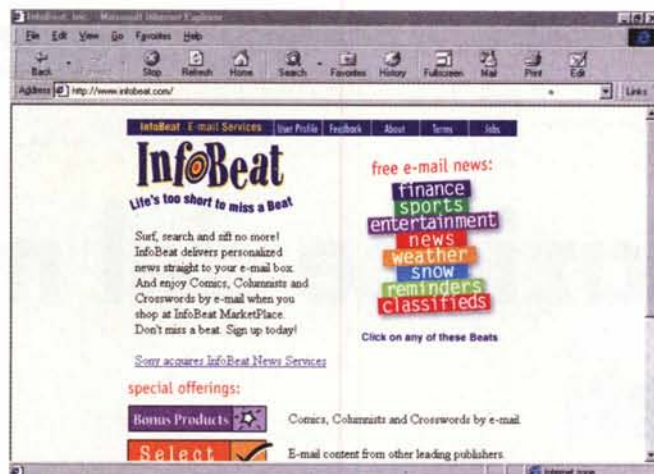 InfoBeat, Inc. - Microsoft Internet Explorer
File Edit View Go Favorites Help
Back Stop Refresh Home Search Favorites History Fullscreen Mail Print Edit
Address http://www.infobeat.com/ Links
InfoBeat E-mail Services User Profile Feedback About Terms Jobs
InfoBeat
Life's too short to miss a Beat
Surf, search and sift no more!
InfoBeat delivers personalized
news straight to your e-mail box.
And enjoy Comics, Columnists and
Crosswords by e-mail when you
shop at InfoBeat MarketPlace.
Don't miss a beat. Sign up today!
Sony acquires InfoBeat News Services
free e-mail news:
finance
sports
entertainment
news
weather
snow
reminders
classifieds
Click on any of these Beats
special offerings:
Bonus Products Comics, Columnists and Crosswords by e-mail.
Select E-mail content from other leading publishers.
Internet zone